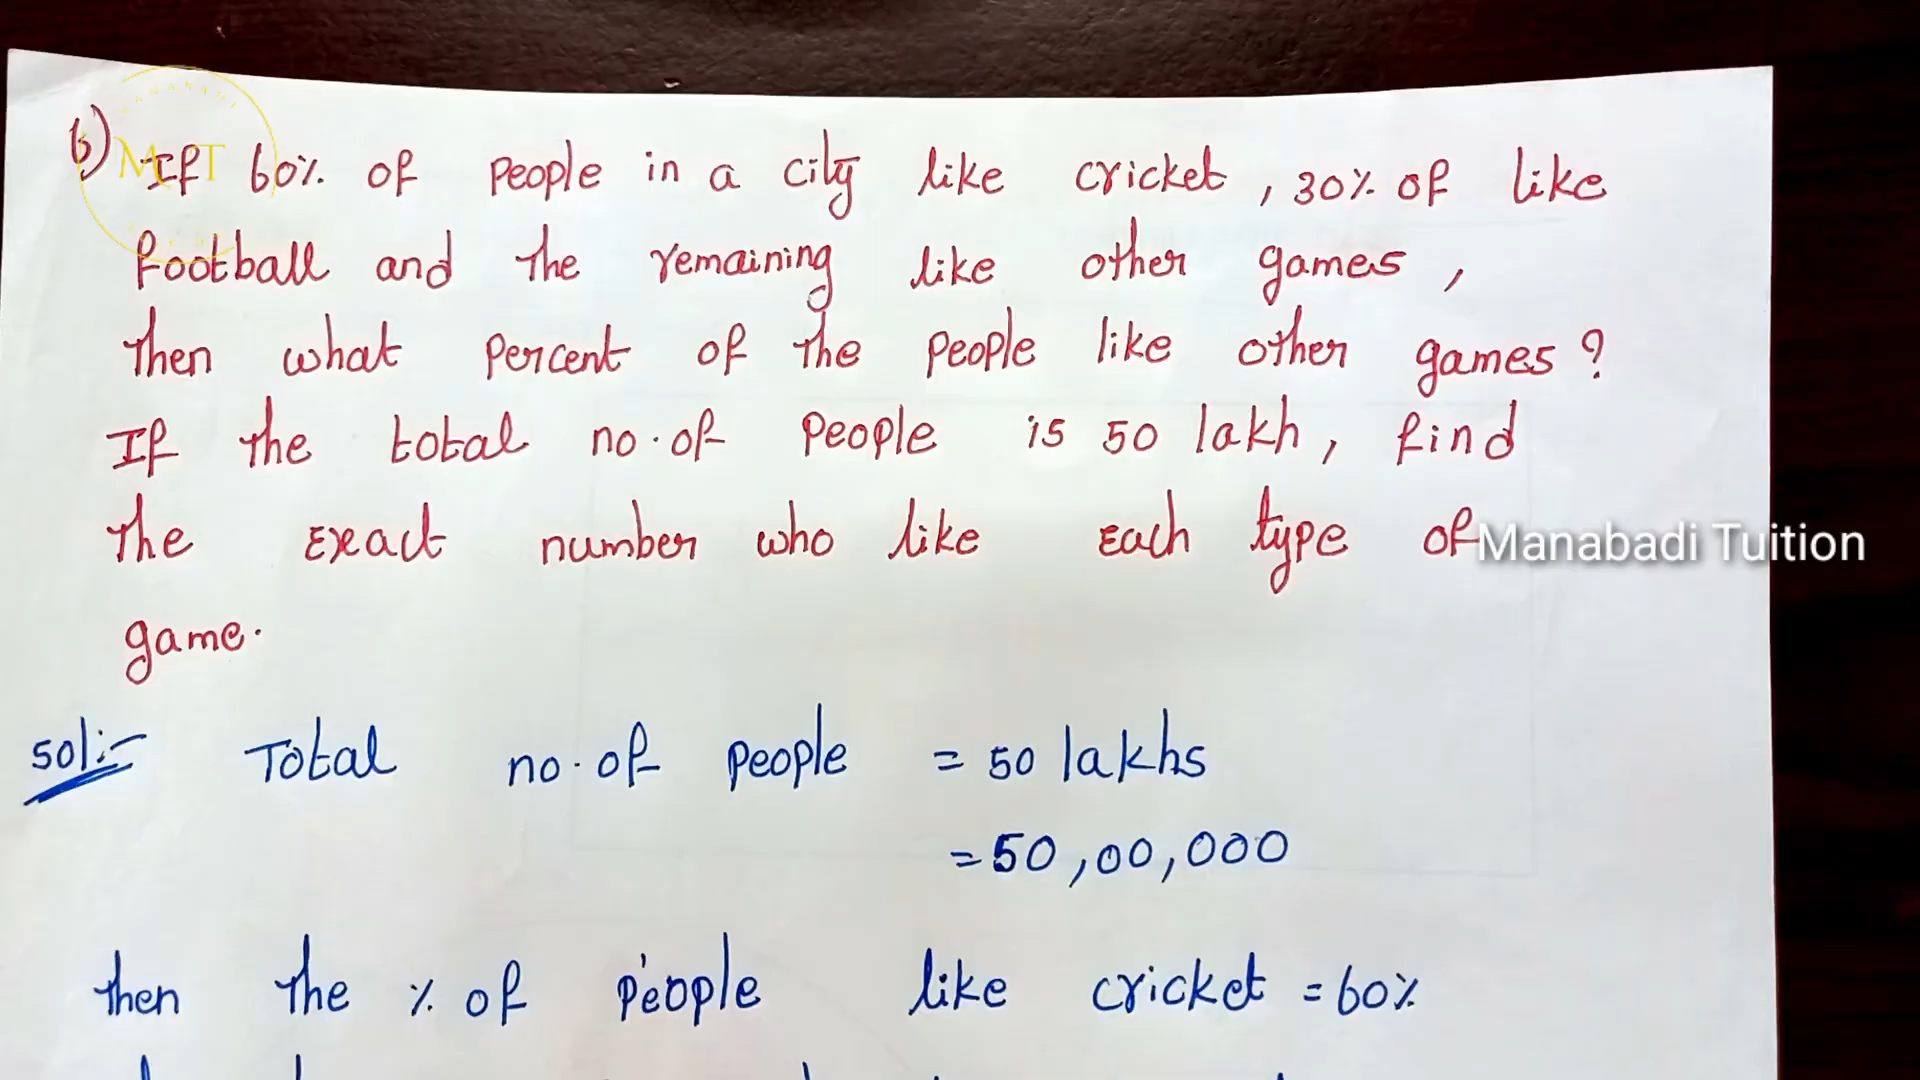 6) If 60% of people in a city like cricket, 30% of like
football and the remaining like other games,
then what percent of the people like other games?
If the total no. of people is 50 lakh, find
the exact number who like each type of
Manabadi Tuition
game.
sol:- Total no. of people = 50 lakhs
= 50,00,000
then the % of people like cricket = 60%